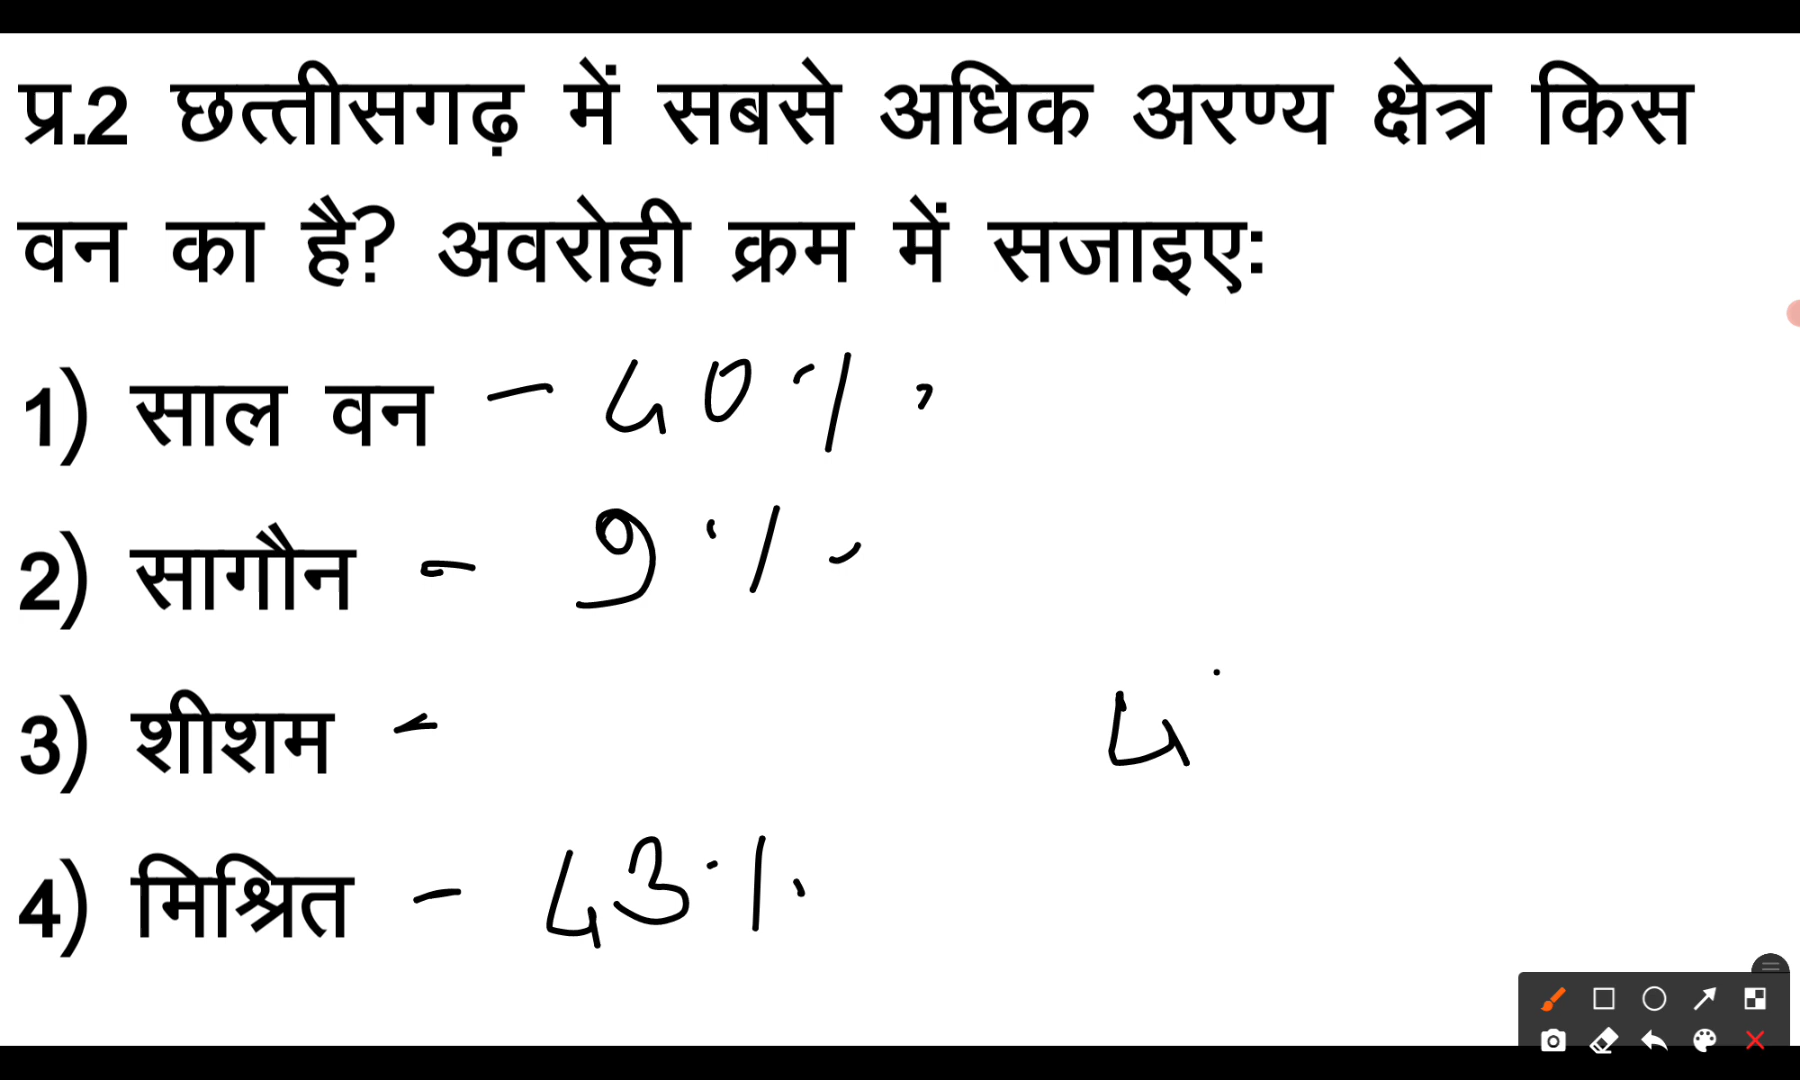 प्र.2 छत्तीसगढ़ में सबसे अधिक अरण्य क्षेत्र किस
वन का है? अवरोही क्रम में सजाइएः
1) साल वन - 40%
2) सागौन - 9%
3) शीशम -
4
4) मिश्रित - 43%